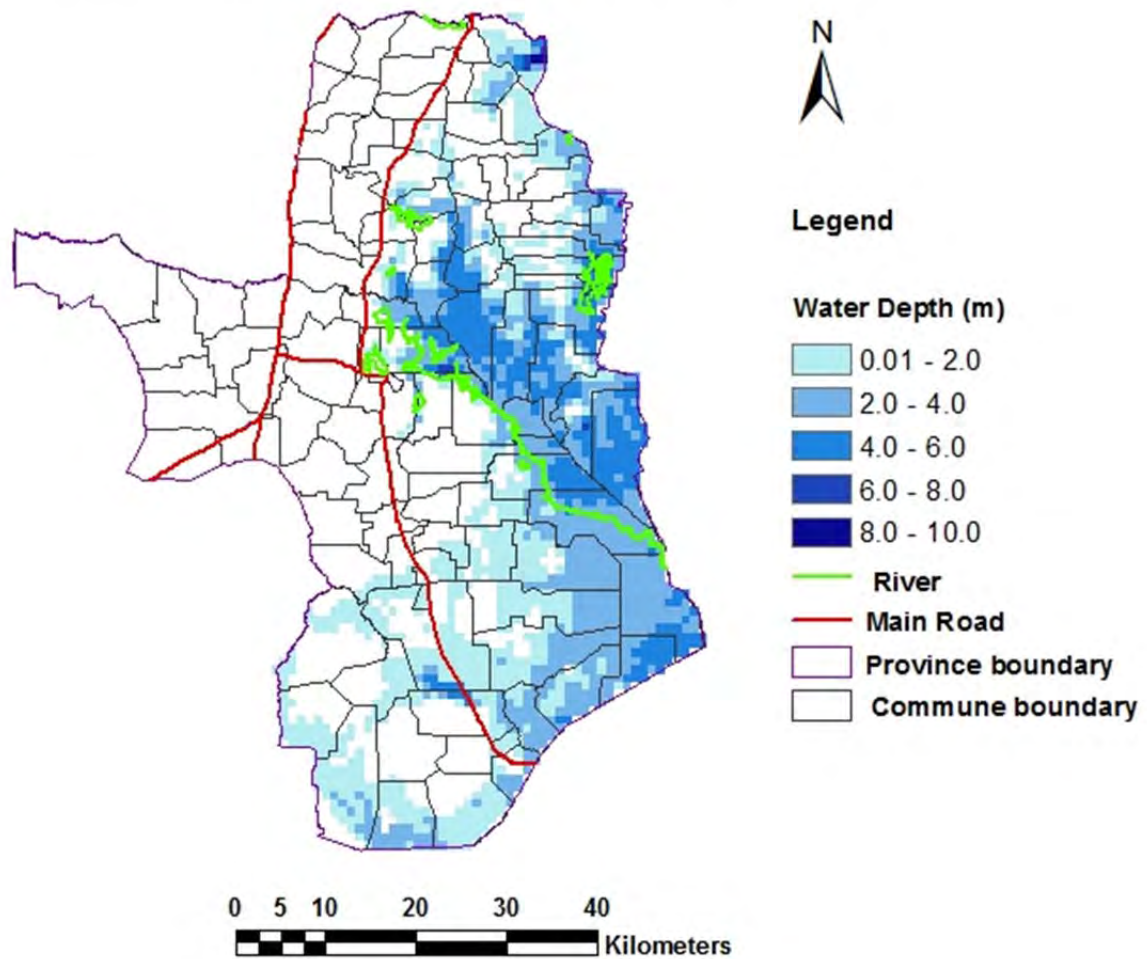 N
Legend
Water Depth (m)
0.01 - 2.0
2.0 - 4.0
4.0 - 6.0
6.0 - 8.0
8.0 - 10.0
River
Main Road
Province boundary
Commune boundary
0 5 10 20 30 40
Kilometers